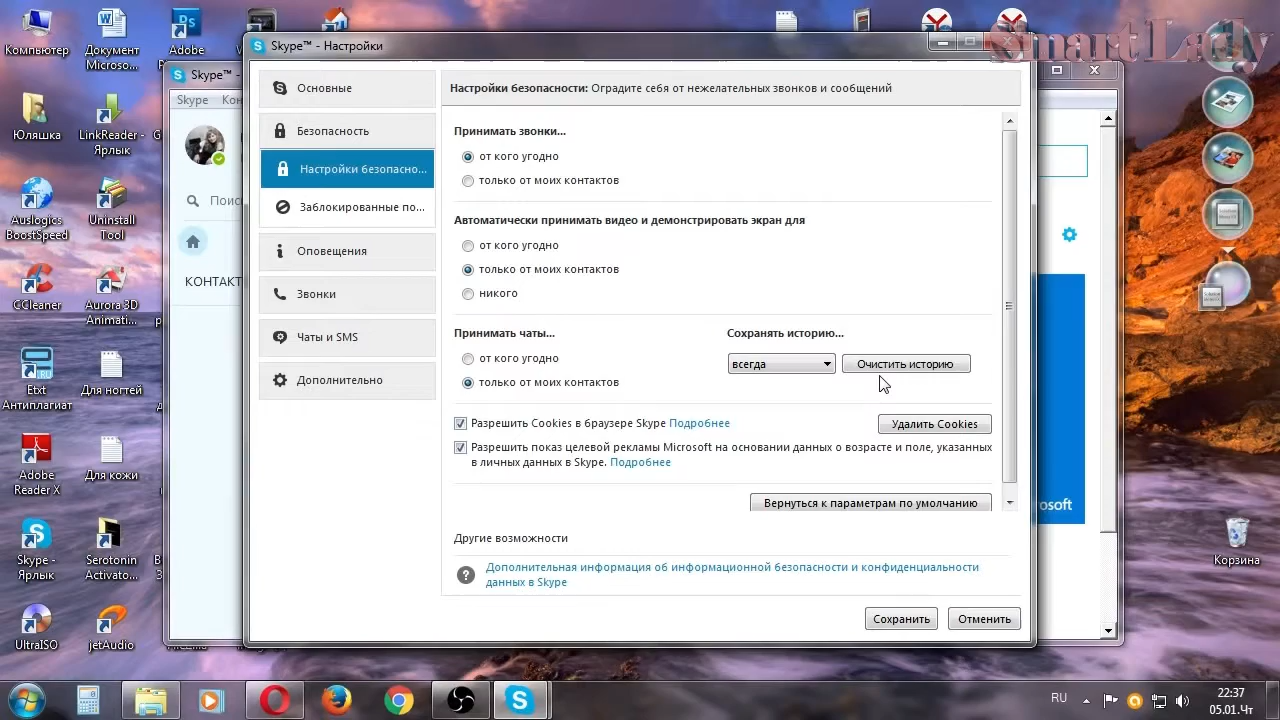 Smart Lady
Компьютер
Документ
Microso...
Adobe
Юляшка
LinkReader -
Ярлык
Auslogics
BoostSpeed
Uninstall
Tool
CCleaner
Aurora 3D
Animati...
Etxt
Антиплагиат
Для ногтей
Adobe
Reader X
Для кожи
Skype -
Ярлык
Serotonin
Activato...
UltraISO
jetAudio
Skype™ -
Skype
Поис
КОНТАКТ
Skype™ - Настройки
Основные
Безопасность
Настройки безопасно...
Заблокированные по...
Оповещения
Звонки
Чаты и SMS
Дополнительно
Настройки безопасности: Оградите себя от нежелательных звонков и сообщений
Принимать звонки...
от кого угодно
только от моих контактов
Автоматически принимать видео и демонстрировать экран для
от кого угодно
только от моих контактов
никого
Принимать чаты...
от кого угодно
только от моих контактов
Сохранять историю...
всегда
Очистить историю
Разрешить Cookies в браузере Skype Подробнее
Удалить Cookies
Разрешить показ целевой рекламы Microsoft на основании данных о возрасте и поле, указанных
в личных данных в Skype. Подробнее
Вернуться к параметрам по умолчанию
Другие возможности
Дополнительная информация об информационной безопасности и конфиденциальности
данных в Skype
Сохранить
Отменить
osoft
Корзина
RU
22:37
05.01.Чт